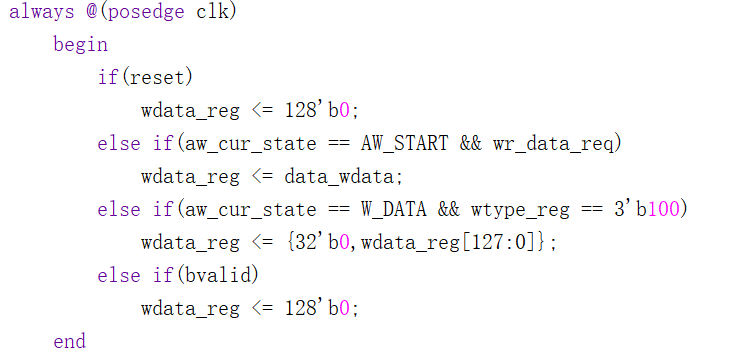 always @(posedge clk)
    begin
        if(reset)
            wdata_reg <= 128'b0;
        else if(aw_cur_state == AW_START && wr_data_req)
            wdata_reg <= data_wdata;
        else if(aw_cur_state == W_DATA && wtype_reg == 3'b100)
            wdata_reg <= {32'b0,wdata_reg[127:0]};
        else if(bvalid)
            wdata_reg <= 128'b0;
    end